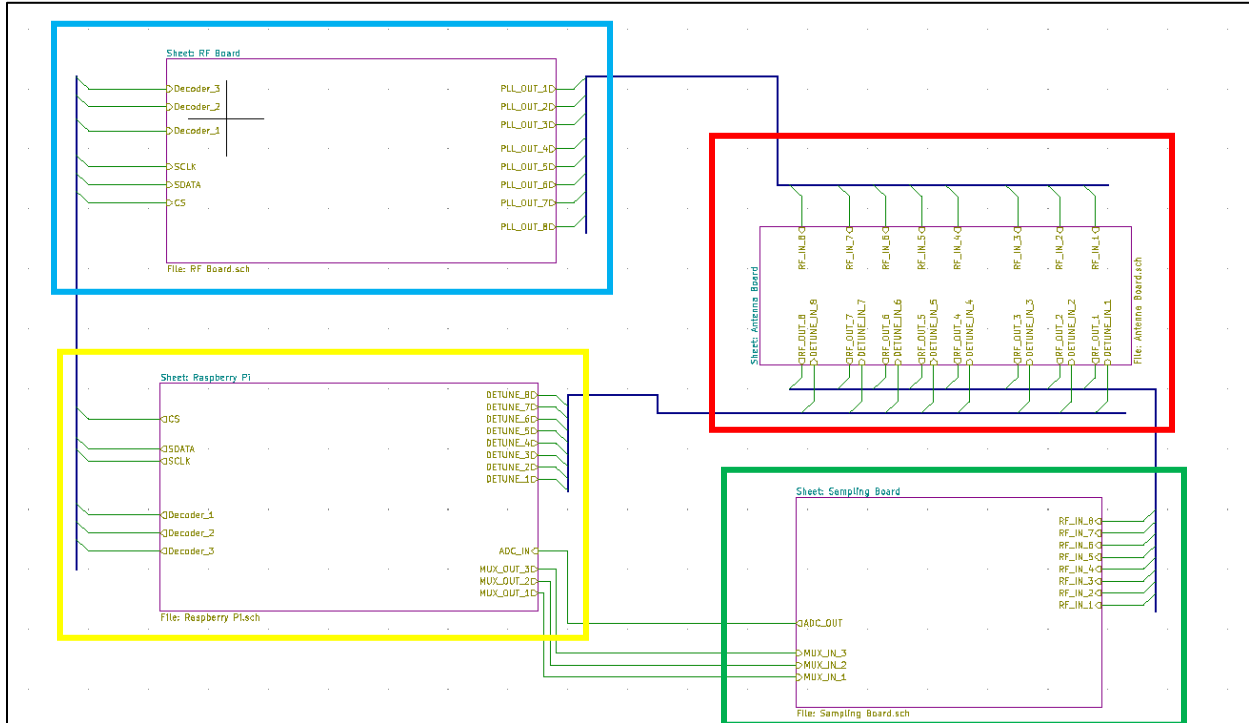 Sheet: RF Board
Decoder_3
Decoder_2
Decoder_1
SCLK
SDATA
CS
PLL_OUT_1
PLL_OUT_2
PLL_OUT_3
PLL_OUT_4
PLL_OUT_5
PLL_OUT_6
PLL_OUT_7
PLL_OUT_8
File: RF Board.sch
Sheet: Antenna Board
RF_IN_8
RF_IN_7
RF_IN_6
RF_IN_5
RF_IN_4
RF_IN_3
RF_IN_2
RF_IN_1
RF_OUT_8
DETUNE_IN_8
RF_OUT_7
DETUNE_IN_7
RF_OUT_6
DETUNE_IN_6
RF_OUT_5
DETUNE_IN_5
RF_OUT_4
DETUNE_IN_4
RF_OUT_3
DETUNE_IN_3
RF_OUT_2
DETUNE_IN_2
RF_OUT_1
DETUNE_IN_1
File: Antenna Board.sch
Sheet: Raspberry Pi
CS
SDATA
SCLK
Decoder_1
Decoder_2
Decoder_3
DETUNE_8
DETUNE_7
DETUNE_6
DETUNE_5
DETUNE_4
DETUNE_3
DETUNE_2
DETUNE_1
ADC_IN
MUX_OUT_3
MUX_OUT_2
MUX_OUT_1
File: Raspberry Pi.sch
Sheet: Sampling Board
RF_IN_8
RF_IN_7
RF_IN_6
RF_IN_5
RF_IN_4
RF_IN_3
RF_IN_2
RF_IN_1
ADC_OUT
MUX_IN_3
MUX_IN_2
MUX_IN_1
File: Sampling Board.sch